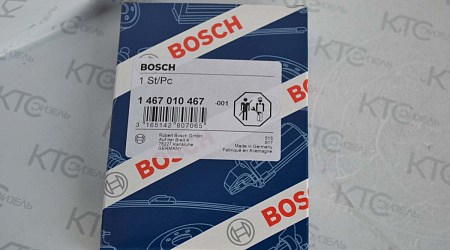 BOSCH
BOSCH
1 St/Pc
1 467 010 467 -001
3 165142 807065
Robert Bosch GmbH
Auf der Breit 4
76227 Karlsruhe
GERMANY
Made in Germany
Fabriqué en Allemagne
BOSCH
BOSCH
КТС